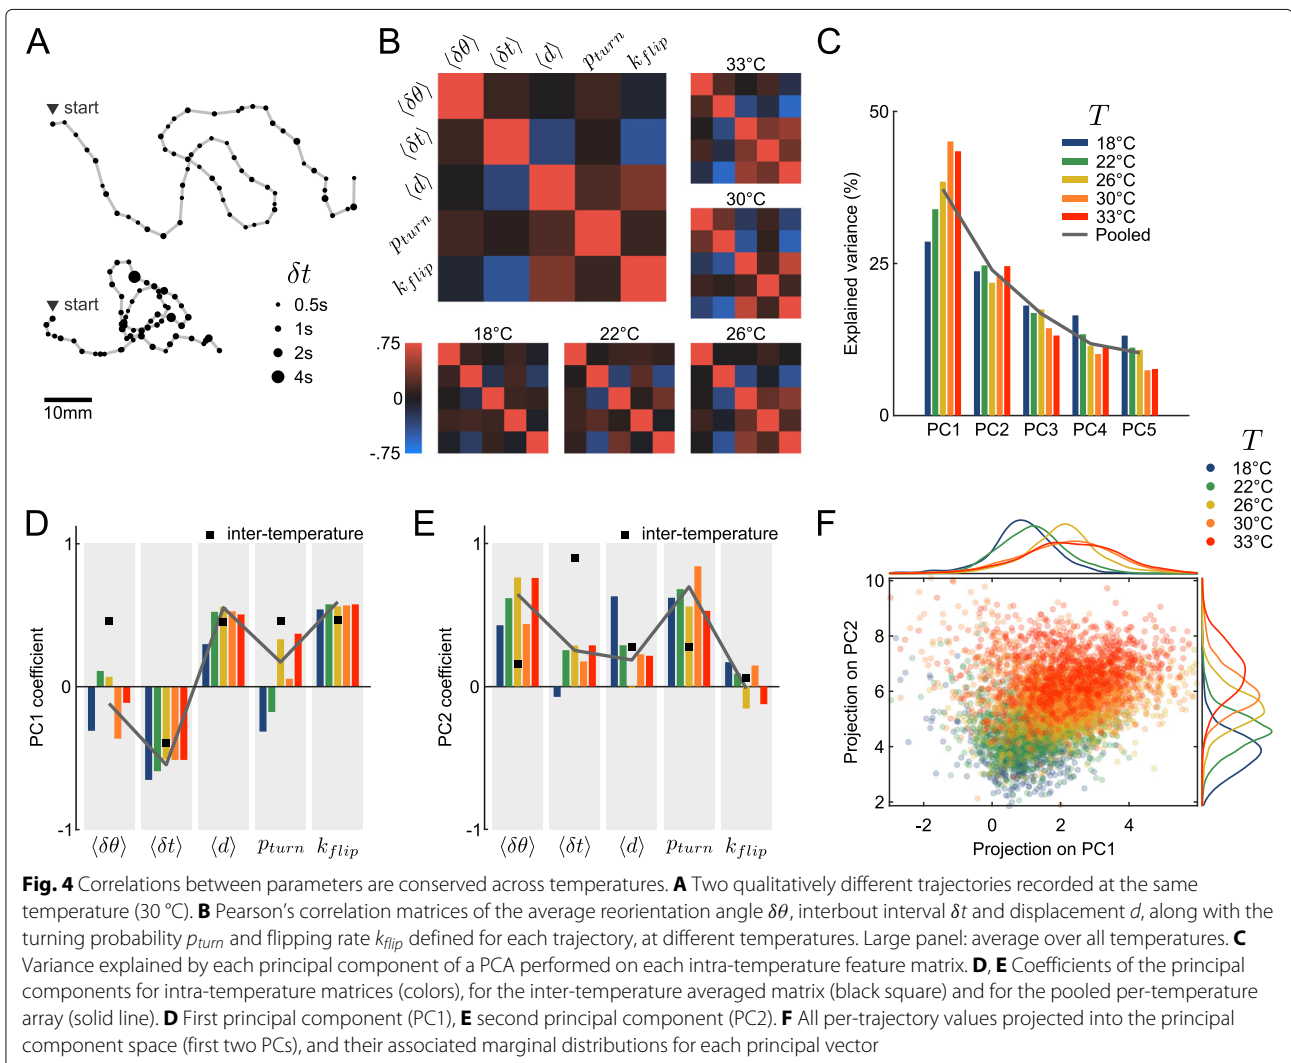 A
start
start
δt
0.5s
1s
2s
4s
10mm
B
⟨δθ⟩ ⟨δt⟩ ⟨d⟩ p_turn k_flip
⟨δθ⟩
⟨δt⟩
⟨d⟩
p_turn
k_flip
33°C
30°C
18°C 22°C 26°C
.75
0
-.75
C
50
25
0
Explained variance (%)
T
18°C
22°C
26°C
30°C
33°C
Pooled
PC1 PC2 PC3 PC4 PC5
D
inter-temperature
1
0
-1
PC1 coefficient
⟨δθ⟩ ⟨δt⟩ ⟨d⟩ p_turn k_flip
E
inter-temperature
1
0
-1
PC2 coefficient
⟨δθ⟩ ⟨δt⟩ ⟨d⟩ p_turn k_flip
F
T
18°C
22°C
26°C
30°C
33°C
10
8
6
4
2
Projection on PC2
-2 0 2 4
Projection on PC1
Fig. 4 Correlations between parameters are conserved across temperatures. A Two qualitatively different trajectories recorded at the same
temperature (30 °C). B Pearson's correlation matrices of the average reorientation angle δθ, interbout interval δt and displacement d, along with the
turning probability p_turn and flipping rate k_flip defined for each trajectory, at different temperatures. Large panel: average over all temperatures. C
Variance explained by each principal component of a PCA performed on each intra-temperature feature matrix. D, E Coefficients of the principal
components for intra-temperature matrices (colors), for the inter-temperature averaged matrix (black square) and for the pooled per-temperature
array (solid line). D First principal component (PC1), E second principal component (PC2). F All per-trajectory values projected into the principal
component space (first two PCs), and their associated marginal distributions for each principal vector